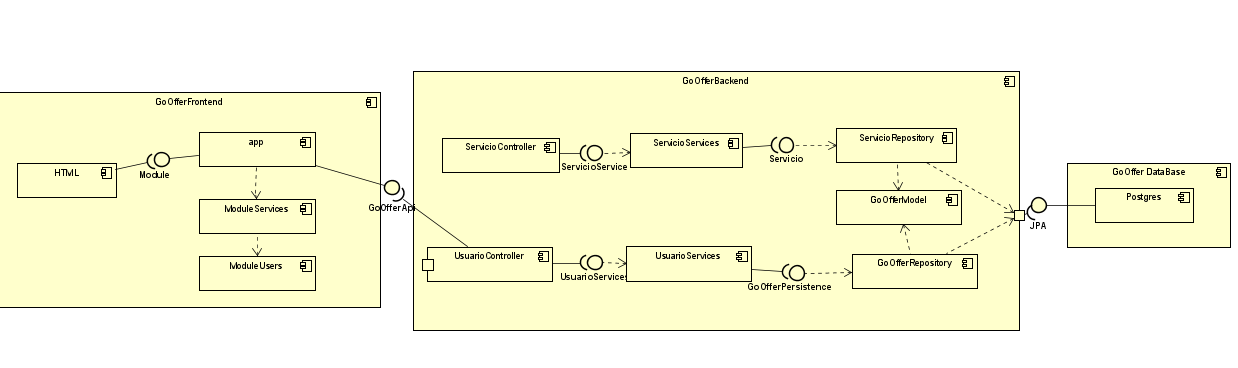 GoOfferFrontend
HTML
Module
app
ModuleServices
ModuleUsers
GoOfferApi
GoOfferBackend
ServicioController
ServicioService
ServicioServices
Servicio
ServicioRepository
GoOfferModel
UsuarioController
UsuarioServices
UsuarioServices
GoOfferPersistence
GoOfferRepository
JPA
GoOffer DataBase
Postgres